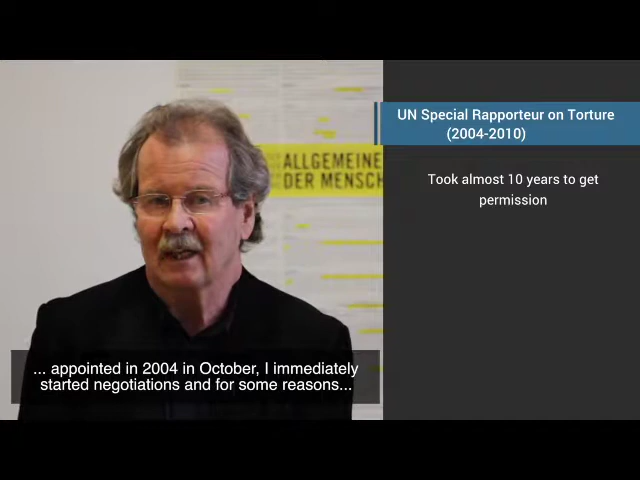 UN Special Rapporteur on Torture
(2004-2010)
Took almost 10 years to get
permission
ALLGEMEINE
DER MENSCH
... appointed in 2004 in October, I immediately
started negotiations and for some reasons...